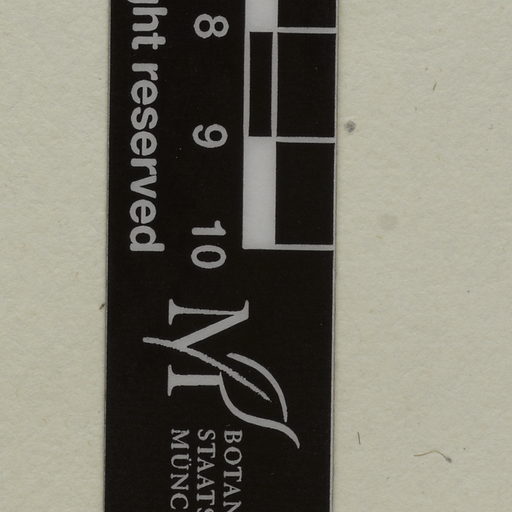 ght reserved
8 9 10
M
BOTAN
STAATS
MÜNC